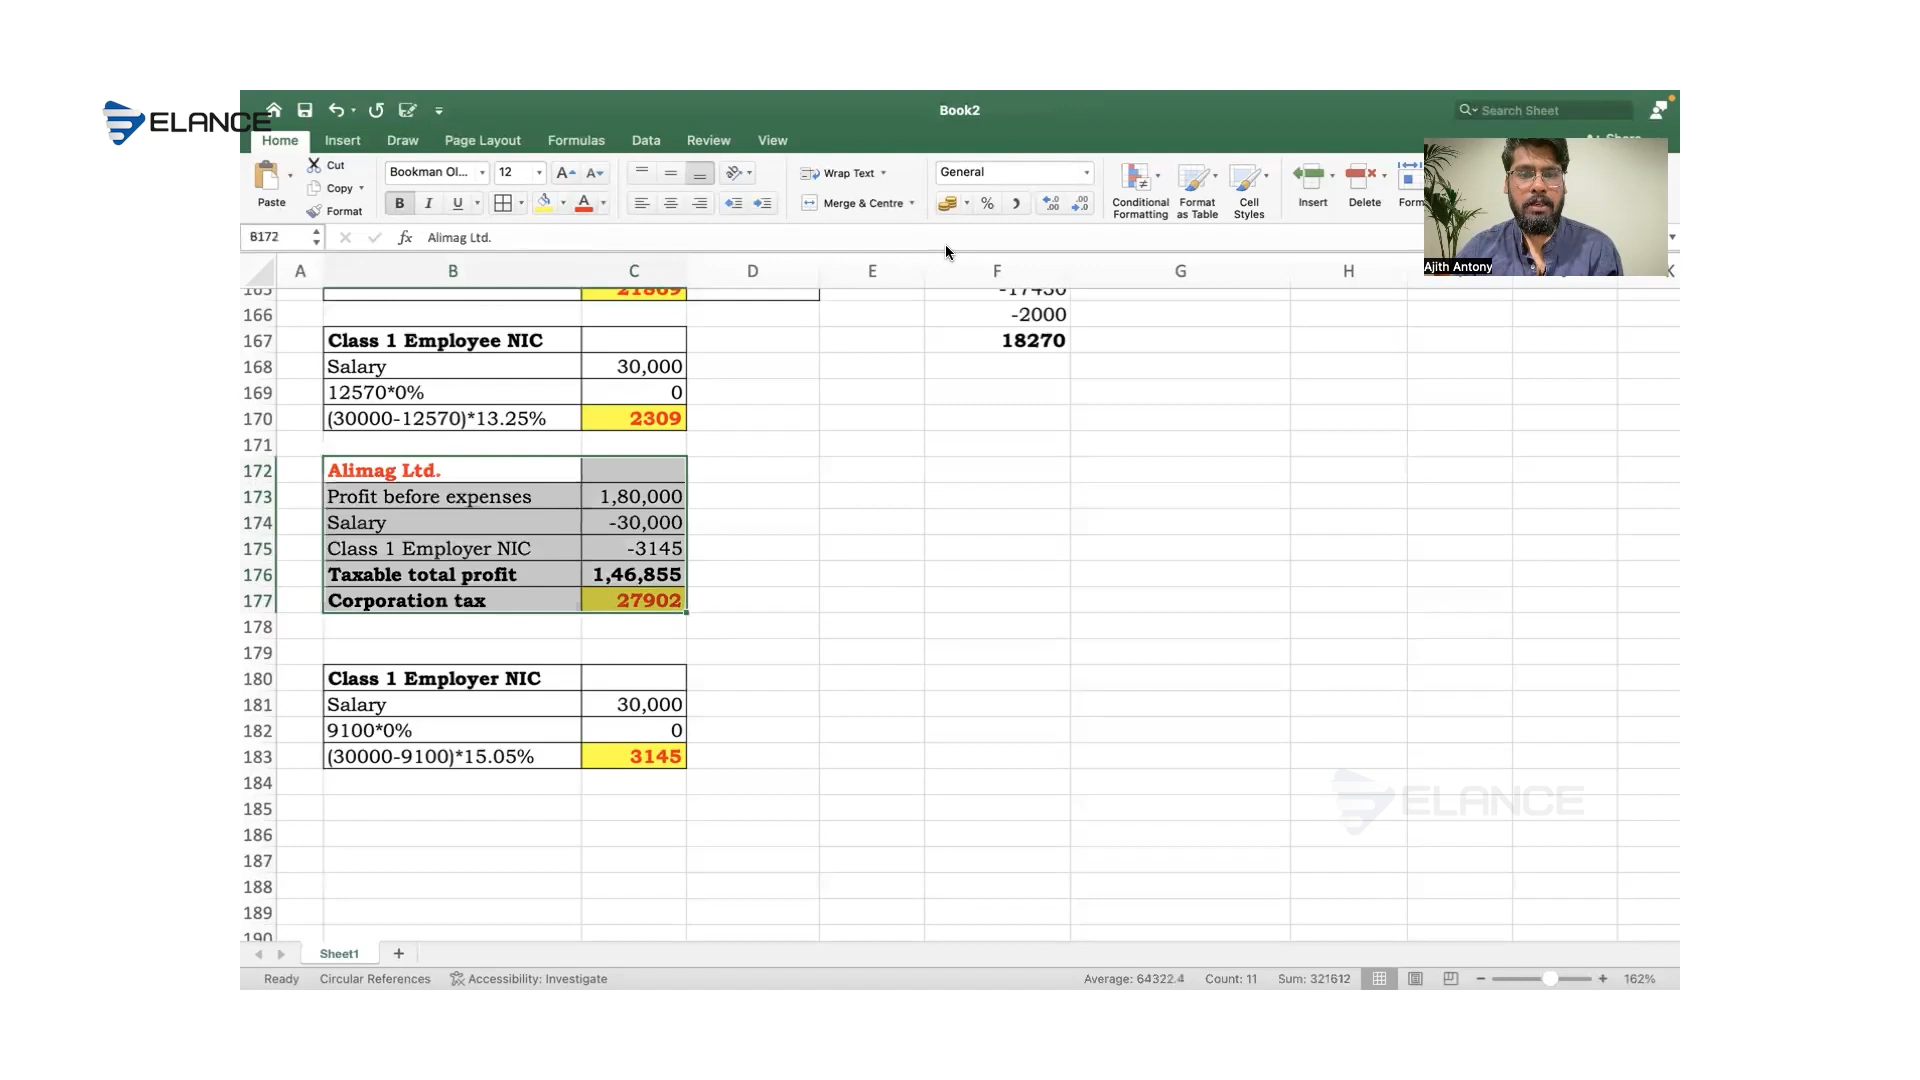 ELANCE
Book2
Search Sheet
Home Insert Draw Page Layout Formulas Data Review View
Share
Paste
Cut
Copy
Format
Bookman Ol... 12
B I U
Wrap Text
Merge & Centre
General
Conditional Formatting
Format as Table
Cell Styles
Insert
Delete
Form
Ajith Antony
B172 fx Alimag Ltd.
A B C D E F G H K
165 21869 -17430
166 -2000
167 Class 1 Employee NIC 18270
168 Salary 30,000
169 12570*0% 0
170 (30000-12570)*13.25% 2309
171
172 Alimag Ltd.
173 Profit before expenses 1,80,000
174 Salary -30,000
175 Class 1 Employer NIC -3145
176 Taxable total profit 1,46,855
177 Corporation tax 27902
178
179
180 Class 1 Employer NIC
181 Salary 30,000
182 9100*0% 0
183 (30000-9100)*15.05% 3145
184
185
186
187
188
189
190
ELANCE
Sheet1
Ready Circular References Accessibility: Investigate Average: 64322.4 Count: 11 Sum: 321612 162%